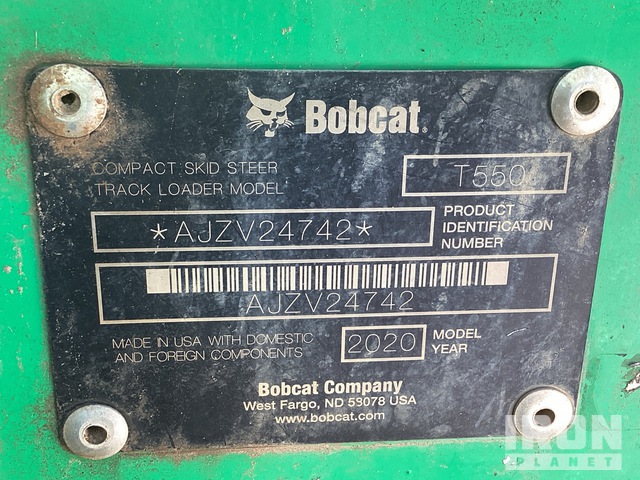 Bobcat
COMPACT SKID STEER
TRACK LOADER MODEL
T550
*AJZV24742*
PRODUCT
IDENTIFICATION
NUMBER
AJZV24742
MADE IN USA WITH DOMESTIC
AND FOREIGN COMPONENTS
2020
MODEL
YEAR
Bobcat Company
West Fargo, ND 58078 USA
www.bobcat.com
IRON
PLANET